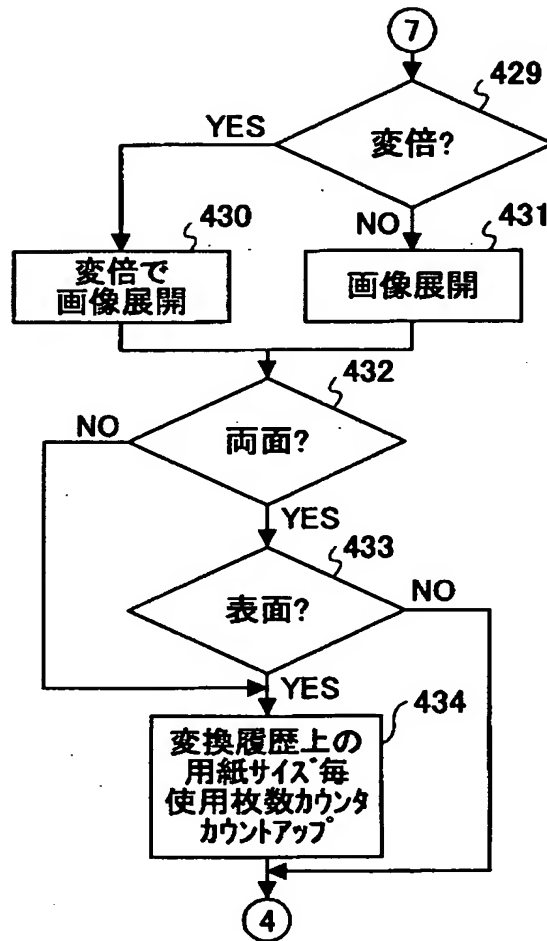 7
429
YES
変倍?
430
NO
431
変倍で
画像展開
画像展開
432
NO
両面?
YES
433
表面?
NO
YES
434
変換履歴上の
用紙サイズ毎
使用枚数カウンタ
カウントアップ
4